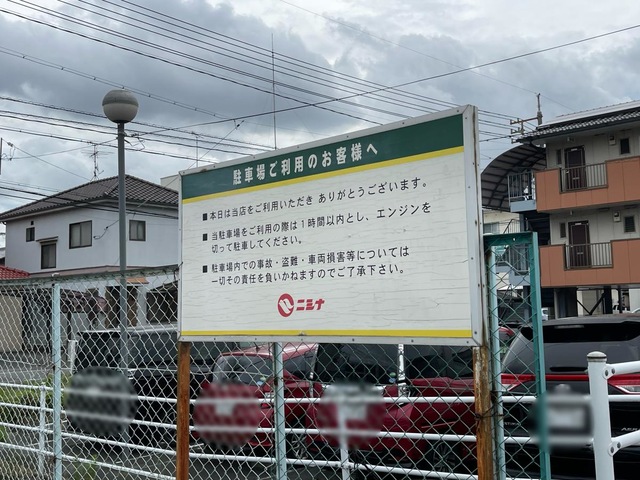 駐車場ご利用のお客様へ
■本日は当店をご利用いただき ありがとうございます。
■当駐車場をご利用の際は1時間以内とし、エンジンを
切って駐車してください。
■駐車場内での事故・盗難・車両損害等については
一切その責任を負いかねますのでご了承下さい。
ニシナ